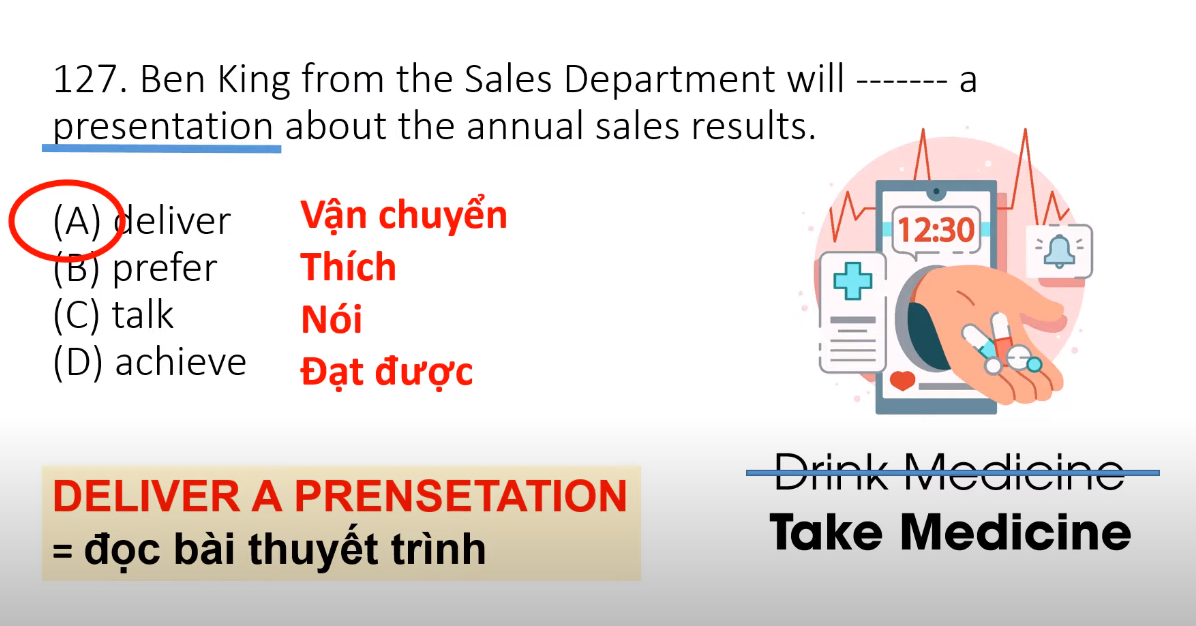 127. Ben King from the Sales Department will ------- a
presentation about the annual sales results.
(A) deliver
Vận chuyển
(B) prefer
Thích
(C) talk
Nói
(D) achieve
Đạt được
12:30
DELIVER A PRENSETATION
= đọc bài thuyết trình
Drink Medicine
Take Medicine